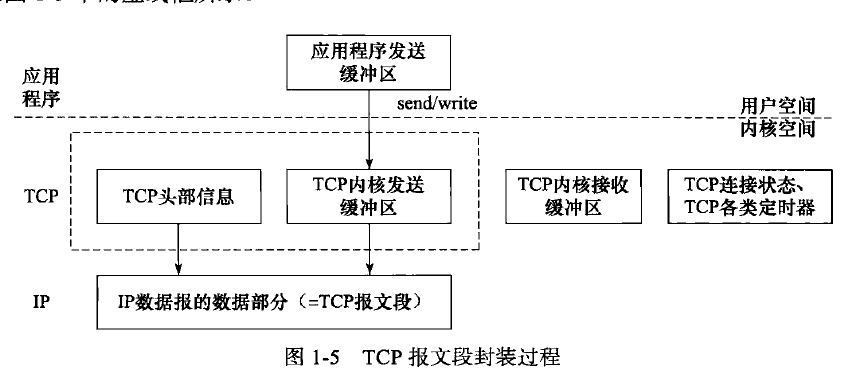 应用程序发送
缓冲区
应用
程序
send/write
用户空间
内核空间
TCP
TCP头部信息
TCP内核发送
缓冲区
TCP内核接收
缓冲区
TCP连接状态、
TCP各类定时器
IP
IP数据报的数据部分（=TCP报文段）
图 1-5 TCP 报文段封装过程